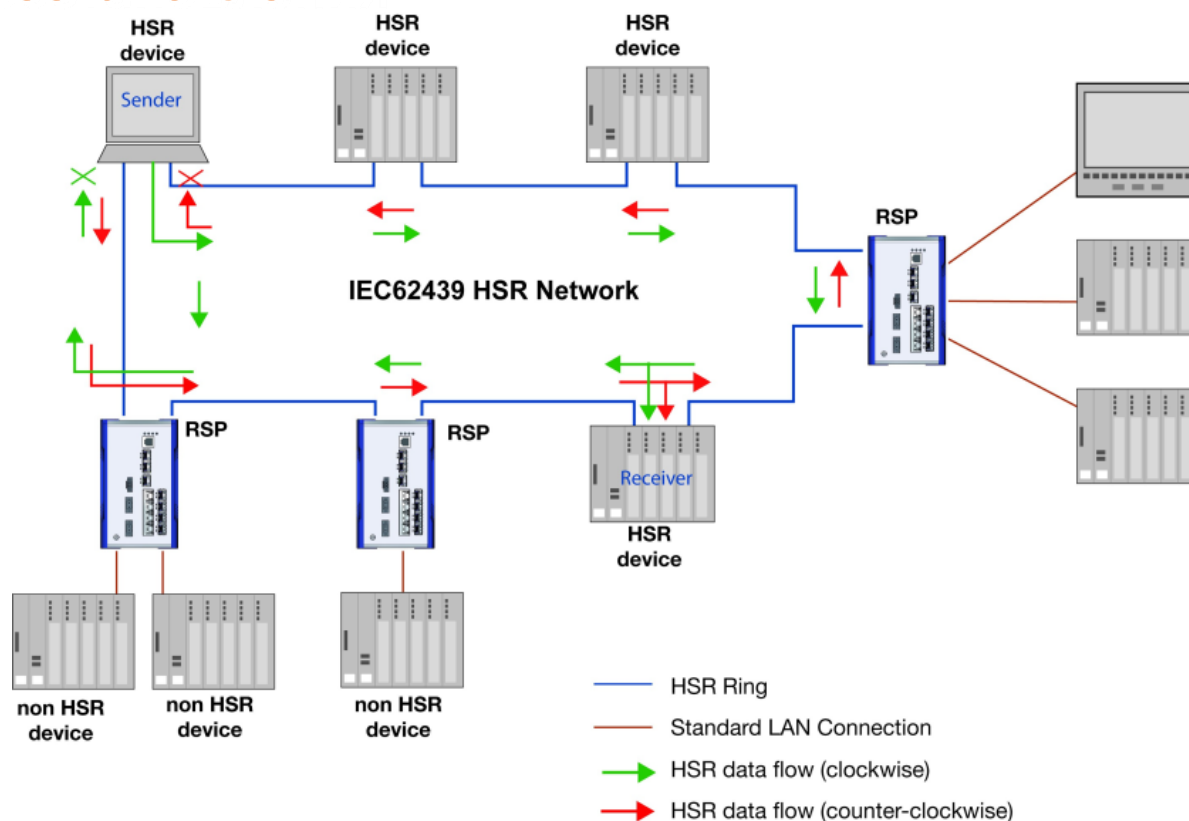 HSR
device
HSR
device
HSR
device
Sender
RSP
IEC62439 HSR Network
RSP
RSP
Receiver
HSR
device
non HSR
device
non HSR
device
non HSR
device
HSR Ring
Standard LAN Connection
HSR data flow (clockwise)
HSR data flow (counter-clockwise)